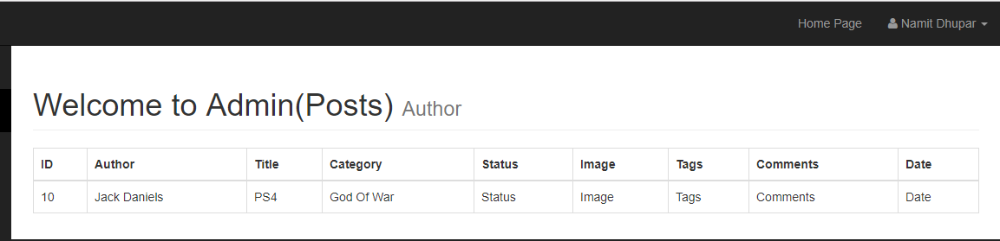 Home Page Namit Dhupar
Welcome to Admin(Posts) Author
ID Author Title Category Status Image Tags Comments Date
10 Jack Daniels PS4 God Of War Status Image Tags Comments Date